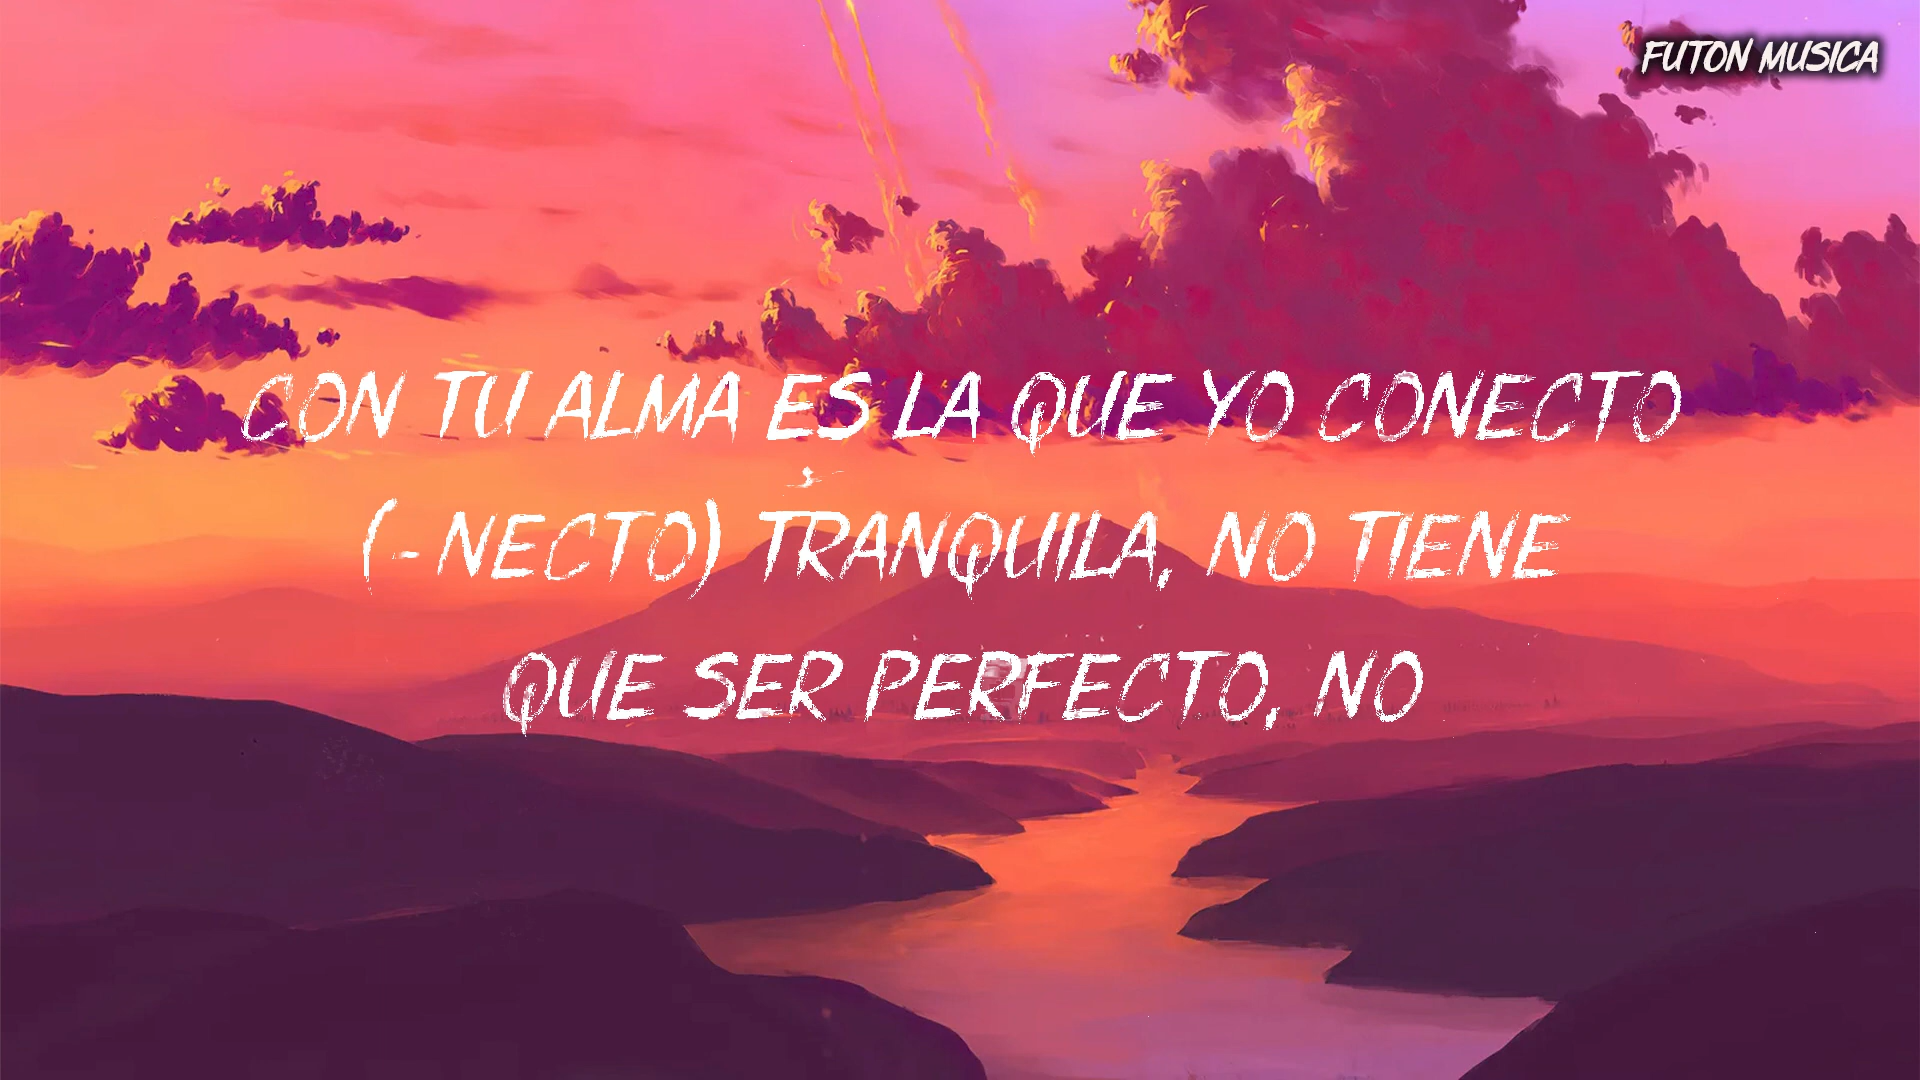 FUTON MUSICA
CON TU ALMA ES LA QUE YO CONECTO
(-NECTO) TRANQUILA, NO TIENE
QUE SER PERFECTO, NO